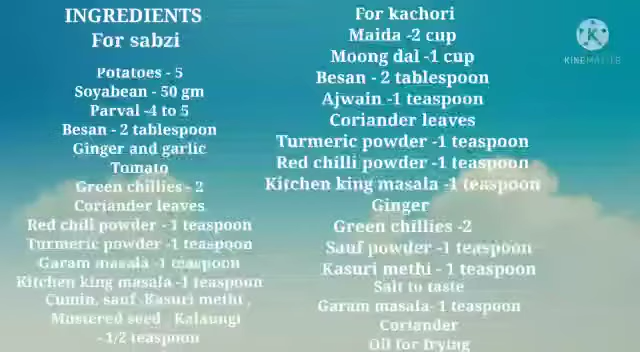 INGREDIENTS
For sabzi
Potatoes - 5
Soyabean - 50 gm
Parval -4 to 5
Besan - 2 tablespoon
Ginger and garlic
Tomato
Green chillies - 2
Coriander leaves
Red chili powder - 1 teaspoon
Turmeric powder - 1 teaspoon
Garam masala -1 teaspoon
Kitchen king masala -1 teaspoon
Cumin, sauf, Kasuri methi ,
Mustered seed , Kalaungi
- 1/2 teaspoon
For kachori
Maida -2 cup
Moong dal -1 cup
Besan - 2 tablespoon
Ajwain -1 teaspoon
Coriander leaves
Turmeric powder -1 teaspoon
Red chilli powder -1 teaspoon
Kitchen king masala -1 teaspoon
Ginger
Green chillies -2
Sauf powder -1 teaspoon
Kasuri methi - 1 teaspoon
Salt to taste
Garam masala- 1 teaspoon
Coriander
Oil for frying
K
KINEMASTER